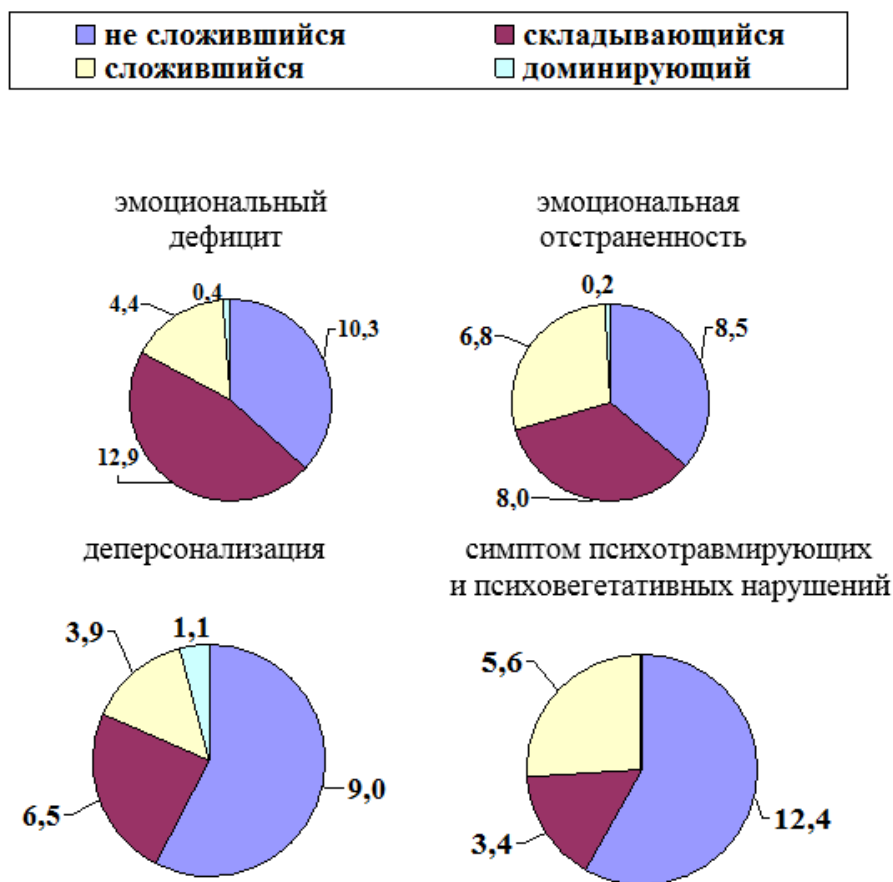 не сложившийся складывающийся
сложившийся доминирующий
эмоциональный
дефицит
эмоциональная
отстраненность
0,4
4,4
10,3
12,9
0,2
6,8
8,5
8,0
деперсонализация
симптом психотравмирующих
и психовегетативных нарушений
3,9
1,1
6,5
9,0
5,6
3,4
12,4